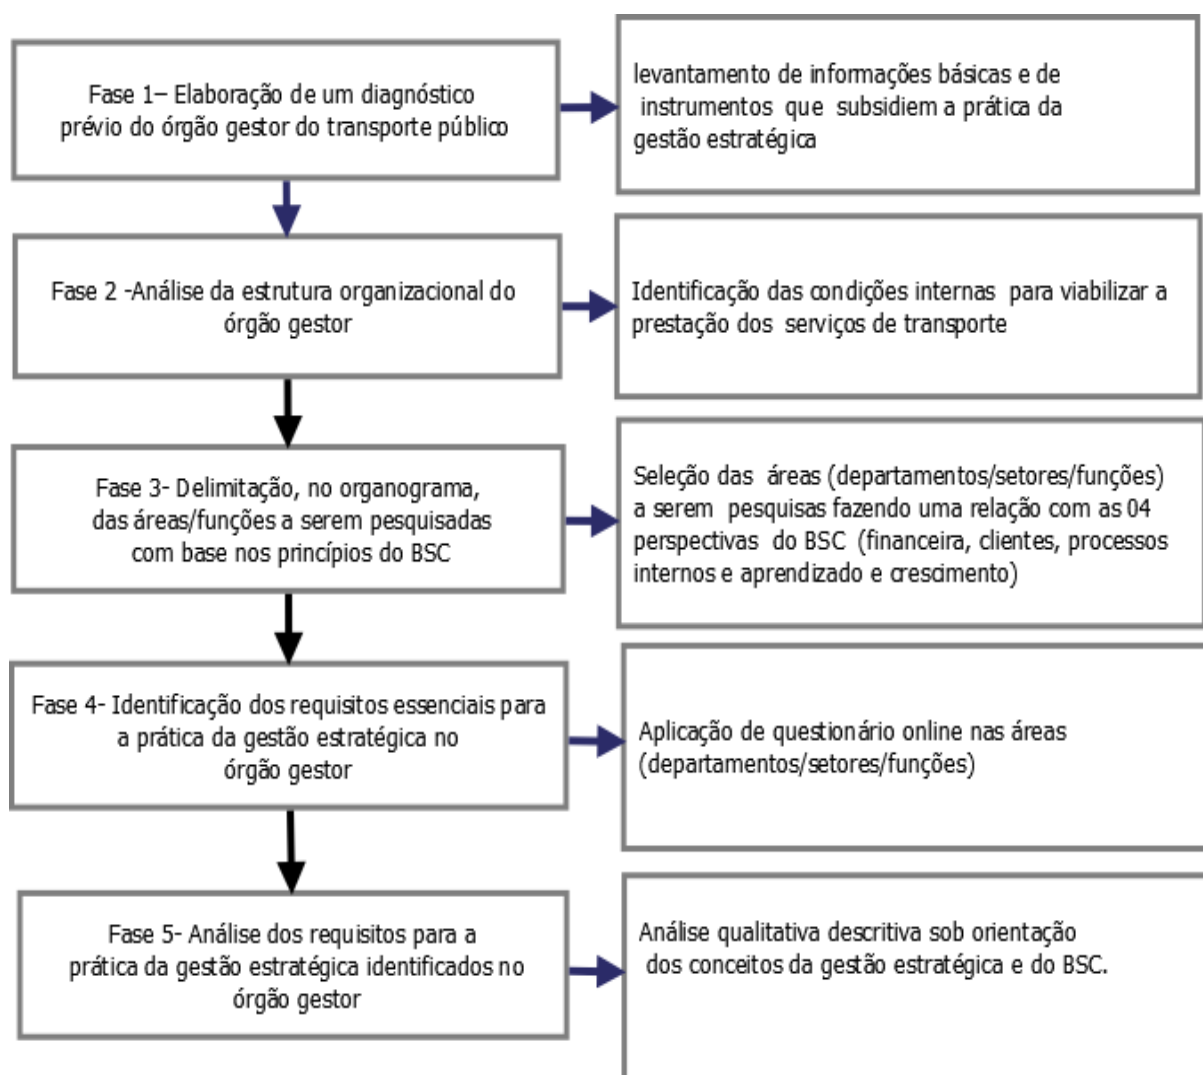 Fase 1– Elaboração de um diagnóstico
prévio do órgão gestor do transporte público
levantamento de informações básicas e de
instrumentos que subsidiem a prática da
gestão estratégica
Fase 2 -Análise da estrutura organizacional do
órgão gestor
Identificação das condições internas para viabilizar a
prestação dos serviços de transporte
Fase 3- Delimitação, no organograma,
das áreas/funções a serem pesquisadas
com base nos princípios do BSC
Seleção das áreas (departamentos/setores/funções)
a serem pesquisas fazendo uma relação com as 04
perspectivas do BSC (financeira, clientes, processos
internos e aprendizado e crescimento)
Fase 4- Identificação dos requisitos essenciais para
a prática da gestão estratégica no
órgão gestor
Aplicação de questionário online nas áreas
(departamentos/setores/funções)
Fase 5- Análise dos requisitos para a
prática da gestão estratégica identificados no
órgão gestor
Análise qualitativa descritiva sob orientação
dos conceitos da gestão estratégica e do BSC.